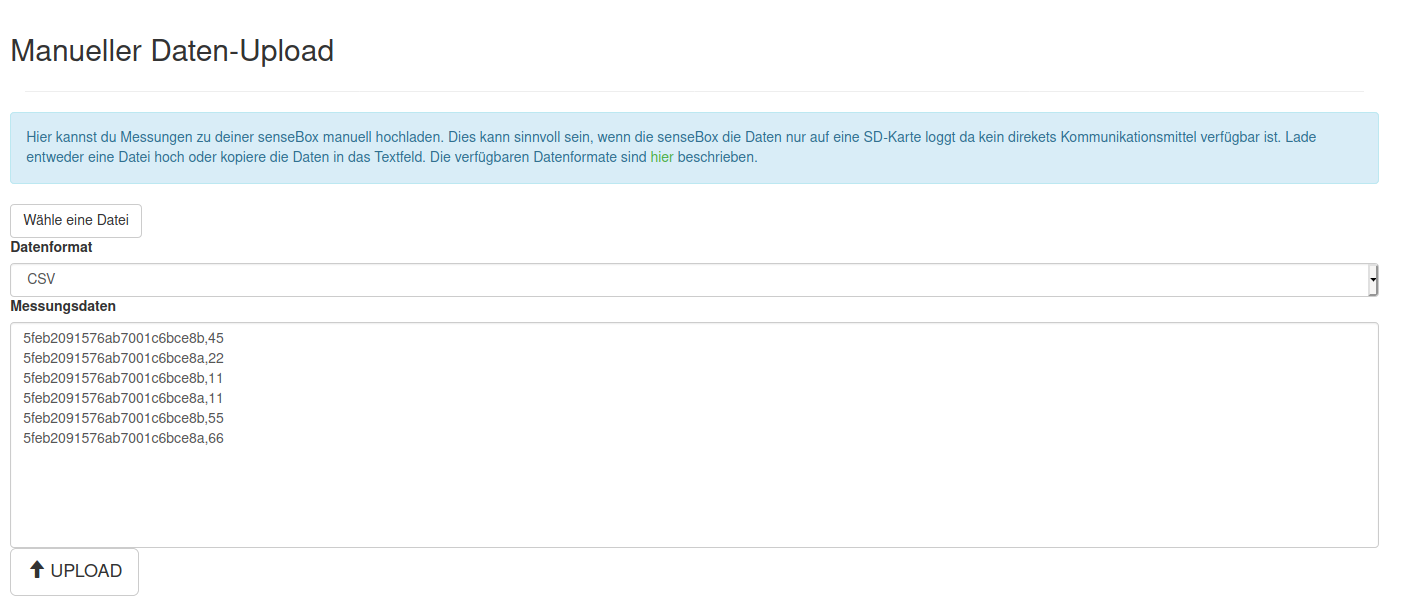 Manueller Daten-Upload
Hier kannst du Messungen zu deiner senseBox manuell hochladen. Dies kann sinnvoll sein, wenn die senseBox die Daten nur auf eine SD-Karte loggt da kein direkets Kommunikationsmittel verfügbar ist. Lade
entweder eine Datei hoch oder kopiere die Daten in das Textfeld. Die verfügbaren Datenformate sind hier beschrieben.
Wähle eine Datei
Datenformat
CSV
Messungsdaten
5feb2091576ab7001c6bce8b,45
5feb2091576ab7001c6bce8a,22
5feb2091576ab7001c6bce8b,11
5feb2091576ab7001c6bce8a,11
5feb2091576ab7001c6bce8b,55
5feb2091576ab7001c6bce8a,66
UPLOAD